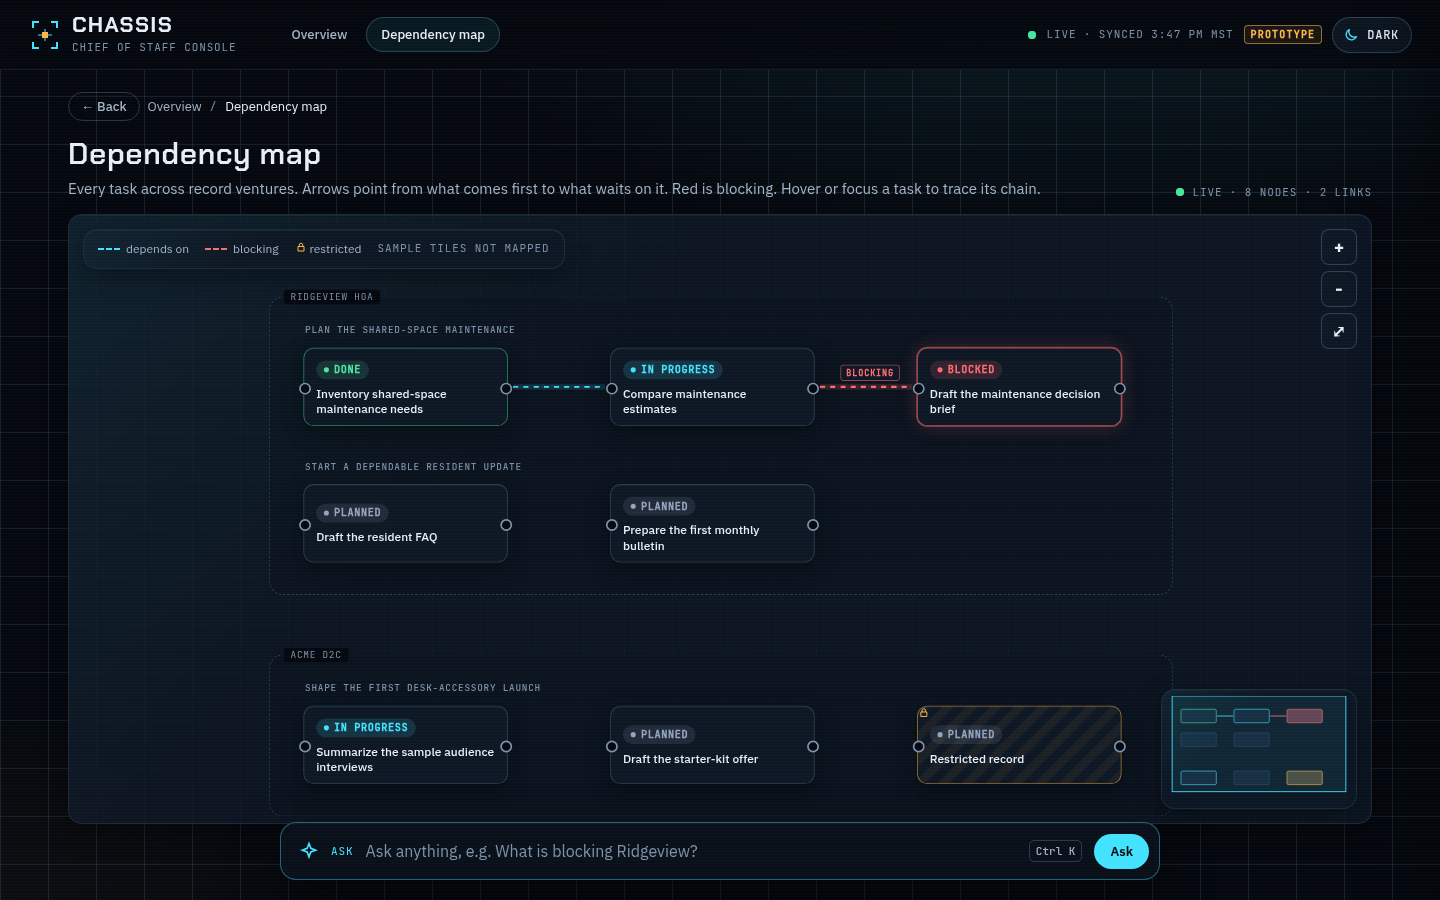 CHASSIS
CHIEF OF STAFF CONSOLE
Overview
Dependency map
LIVE · SYNCED 3:47 PM MST
PROTOTYPE
DARK
← Back
Overview / Dependency map
Dependency map
Every task across record ventures. Arrows point from what comes first to what waits on it. Red is blocking. Hover or focus a task to trace its chain.
LIVE · 8 NODES · 2 LINKS
depends on
blocking
restricted
SAMPLE TILES NOT MAPPED
+
-
RIDGEVIEW HOA
PLAN THE SHARED-SPACE MAINTENANCE
DONE
Inventory shared-space
maintenance needs
IN PROGRESS
Compare maintenance
estimates
BLOCKING
BLOCKED
Draft the maintenance decision
brief
START A DEPENDABLE RESIDENT UPDATE
PLANNED
Draft the resident FAQ
PLANNED
Prepare the first monthly
bulletin
ACME D2C
SHAPE THE FIRST DESK-ACCESSORY LAUNCH
IN PROGRESS
Summarize the sample audience
interviews
PLANNED
Draft the starter-kit offer
PLANNED
Restricted record
ASK
Ask anything, e.g. What is blocking Ridgeview?
Ctrl K
Ask